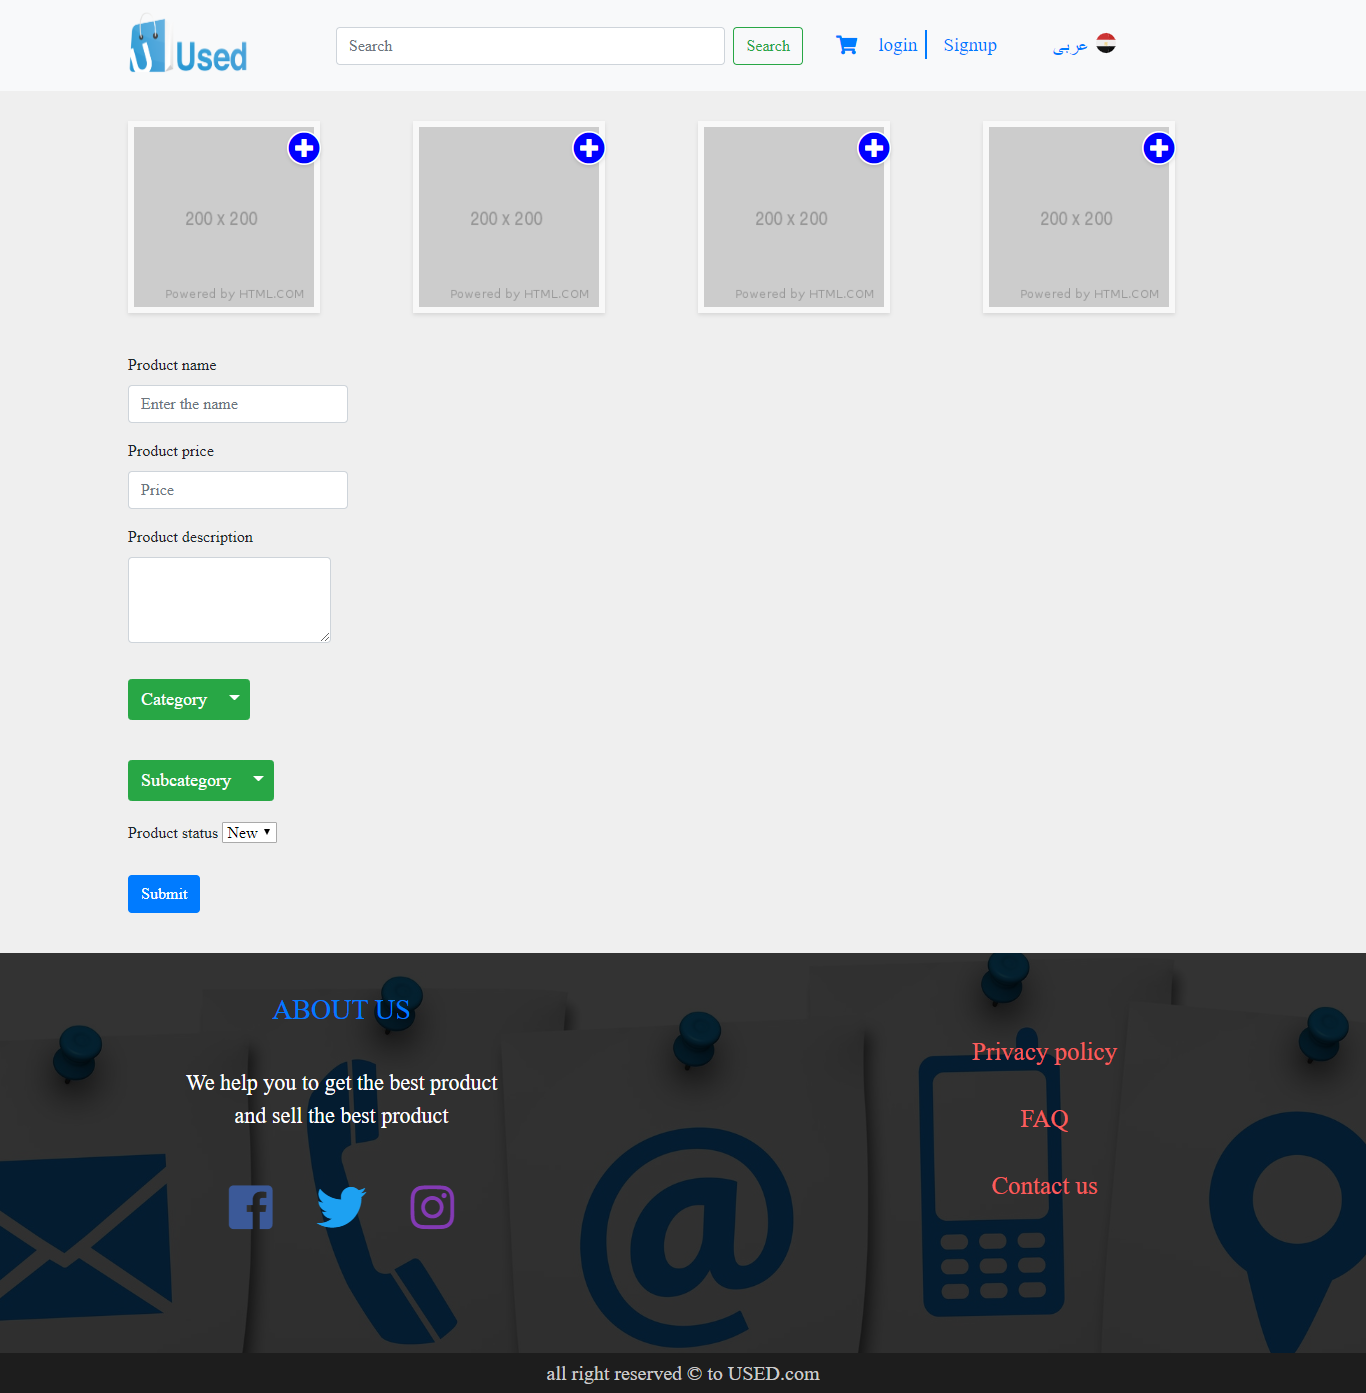 Used
Search
Search
login
Signup
عربى
200 x 200
Powered by HTML.COM
200 x 200
Powered by HTML.COM
200 x 200
Powered by HTML.COM
200 x 200
Powered by HTML.COM
Product name
Enter the name
Product price
Price
Product description
Category
Subcategory
Product status New
Submit
ABOUT US
We help you to get the best product
and sell the best product
Privacy policy
FAQ
Contact us
all right reserved © to USED.com